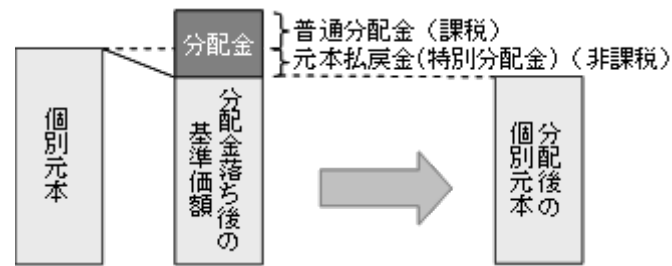 分配金
普通分配金（課税）
元本払戻金(特別分配金)（非課税）
個別元本
分配金落ち後の
基準価額
分配後の
個別元本